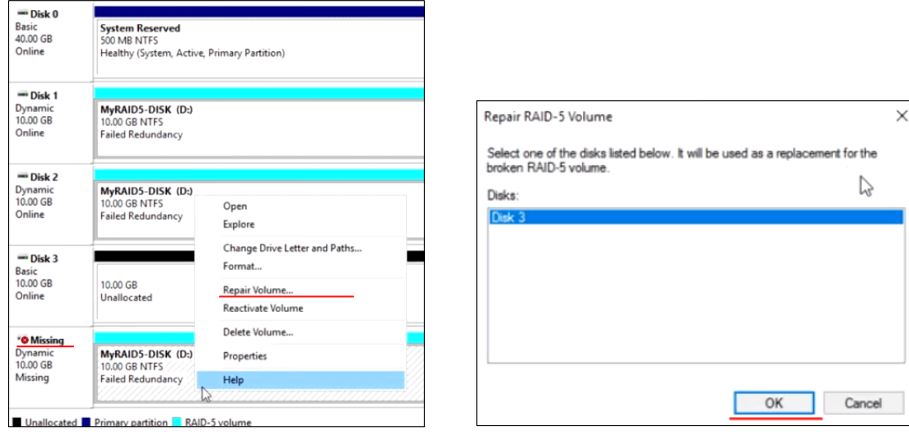 Disk 0
Basic
40.00 GB
Online
System Reserved
500 MB NTFS
Healthy (System, Active, Primary Partition)
Disk 1
Dynamic
10.00 GB
Online
MyRAID5-DISK (D:)
10.00 GB NTFS
Failed Redundancy
Disk 2
Dynamic
10.00 GB
Online
MyRAID5-DISK (D:)
10.00 GB NTFS
Failed Redundancy
Disk 3
Basic
10.00 GB
Online
10.00 GB
Unallocated
Missing
Dynamic
10.00 GB
Missing
MyRAID5-DISK (D:)
10.00 GB NTFS
Failed Redundancy
Open
Explore
Change Drive Letter and Paths...
Format...
Repair Volume...
Reactivate Volume
Delete Volume...
Properties
Help
Unallocated Primary partition RAID-5 volume
Repair RAID-5 Volume
Select one of the disks listed below. It will be used as a replacement for the
broken RAID-5 volume.
Disks:
Disk 3
OK Cancel